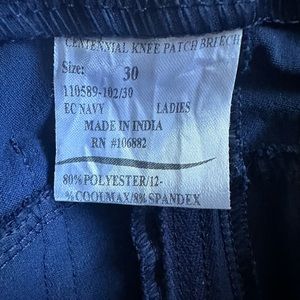 CENTENNIAL KNEE PATCH BREECH
Size: 30
110589-102/30
EC NAVY LADIES
MADE IN INDIA
RN #106882
80%POLYESTER/12-
%COOLMAX/8%SPANDEX